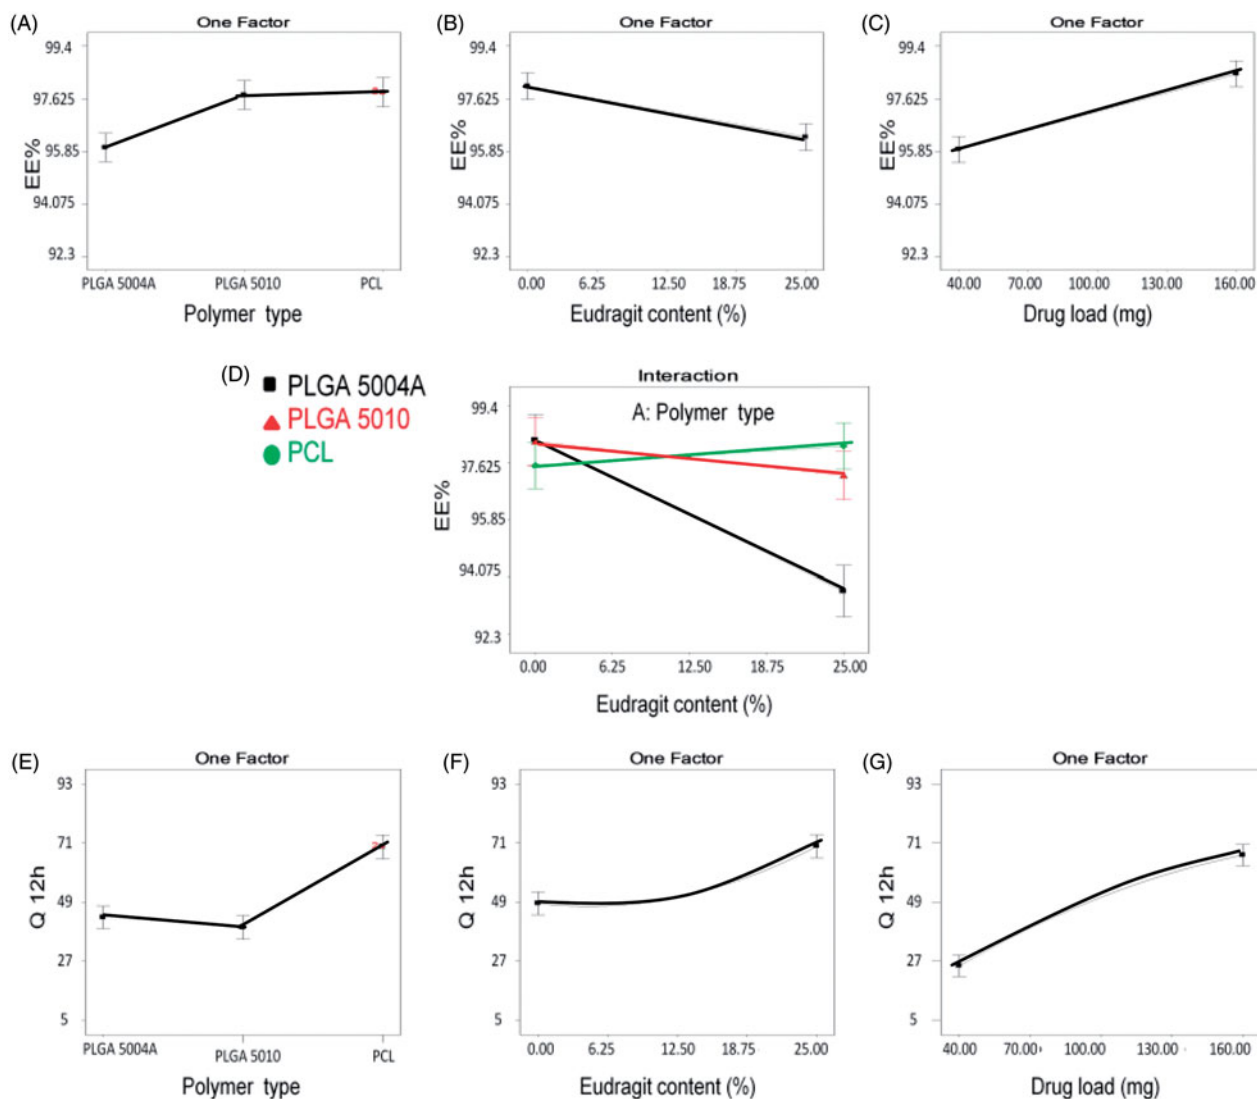 (A)
One Factor
99.4
97.625
95.85
94.075
92.3
EE%
PLGA 5004A
PLGA 5010
PCL
Polymer type
(B)
One Factor
99.4
97.625
95.85
94.075
92.3
EE%
0.00
6.25
12.50
18.75
25.00
Eudragit content (%)
(C)
One Factor
99.4
97.625
95.85
94.075
92.3
EE%
40.00
70.00
100.00
130.00
160.00
Drug load (mg)
(D)
PLGA 5004A
PLGA 5010
PCL
Interaction
A: Polymer type
99.4
97.625
95.85
94.075
92.3
EE%
0.00
6.25
12.50
18.75
25.00
Eudragit content (%)
(E)
One Factor
93
71
49
27
5
Q 12h
PLGA 5004A
PLGA 5010
PCL
Polymer type
(F)
One Factor
93
71
49
27
5
Q 12h
0.00
6.25
12.50
18.75
25.00
Eudragit content (%)
(G)
One Factor
93
71
49
27
5
Q 12h
40.00
70.00
100.00
130.00
160.00
Drug load (mg)